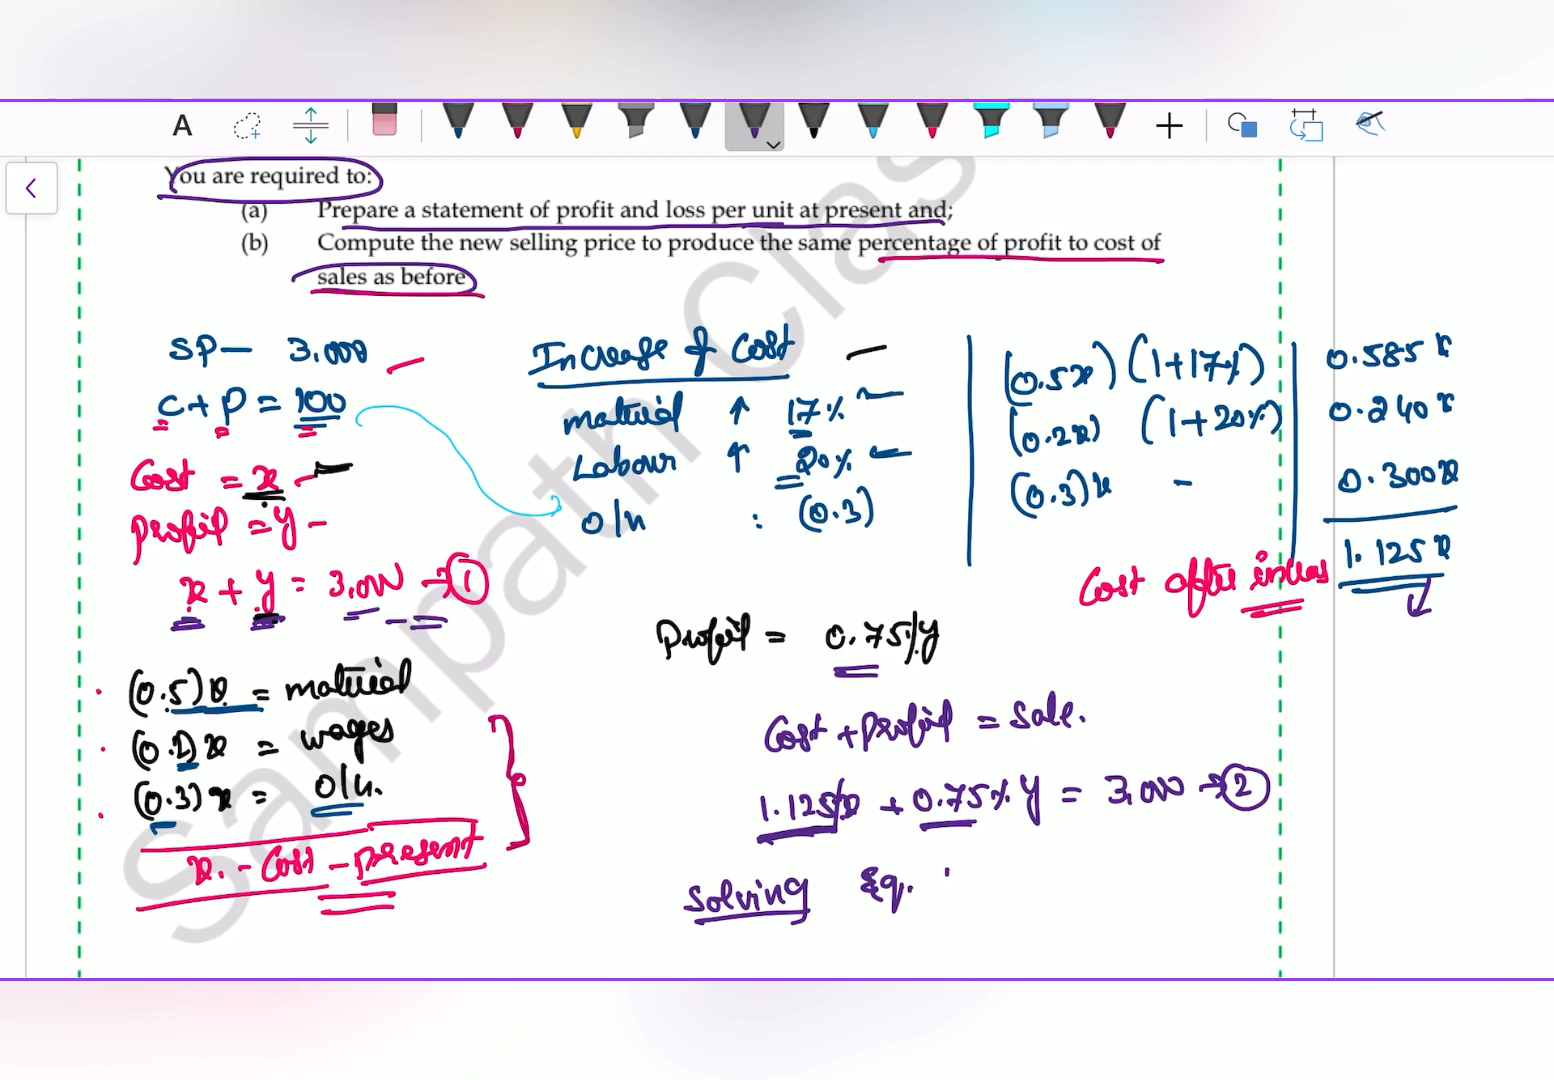 A
You are required to:
(a) Prepare a statement of profit and loss per unit at present and;
(b) Compute the new selling price to produce the same percentage of profit to cost of
sales as before
SP— 3.000
C + P = 100
Cost = x
Profit = y
x + y = 3.000 → ①
(0.5)x = material
(0.2)x = wages
(0.3)x = O/H.
x. - Cost - present
Increase of Cost
material ↑ 17%
Labour ↑ 20%
O/H : (0.3)
(0.5x) (1+17%) 0.585x
(0.2x) (1+20%) 0.240x
(0.3)x - 0.300x
1.125x
Cost after increas
Profit = 0.75% y
Cost + Profit = Sale.
1.125x + 0.75% y = 3.000 → ②
Solving Eq.
Sampath Clas